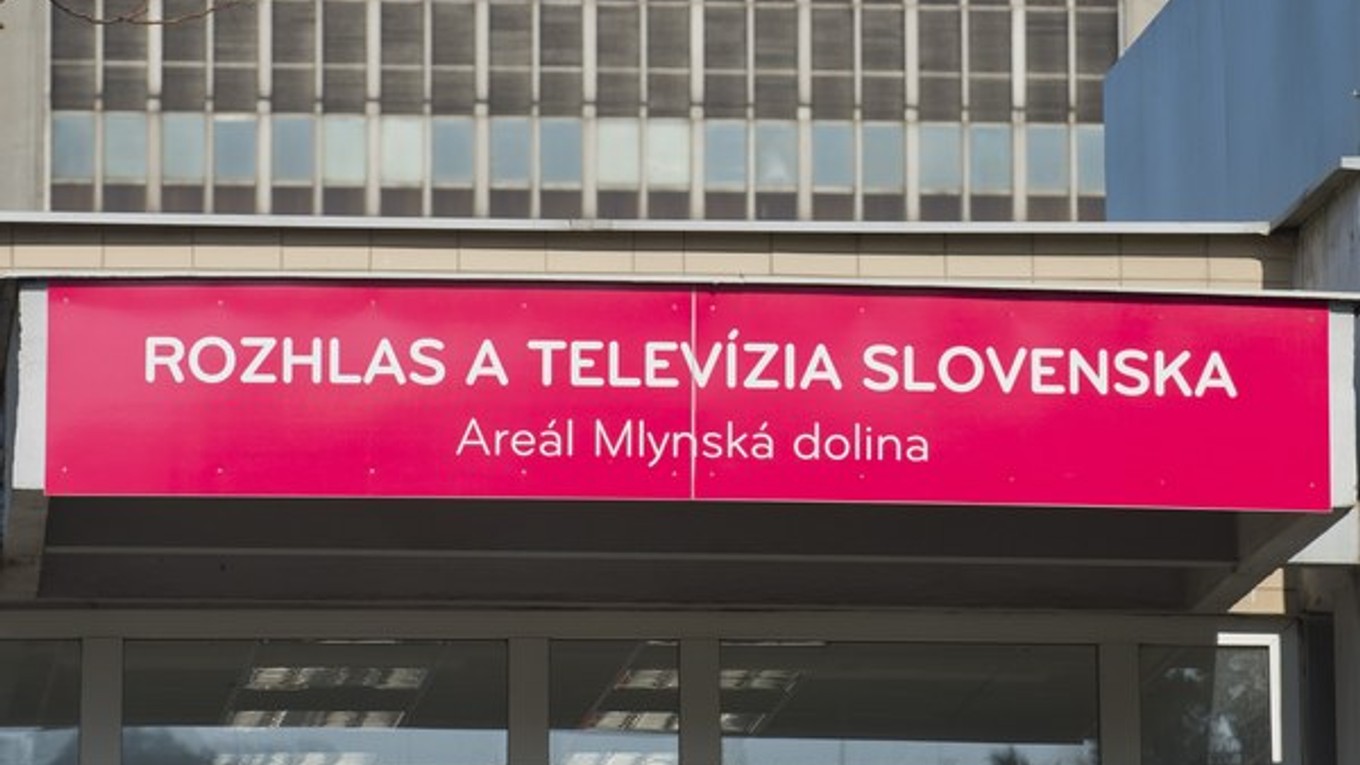 ROZHLAS A TELEVÍZIA SLOVENSKA
Areál Mlynská dolina